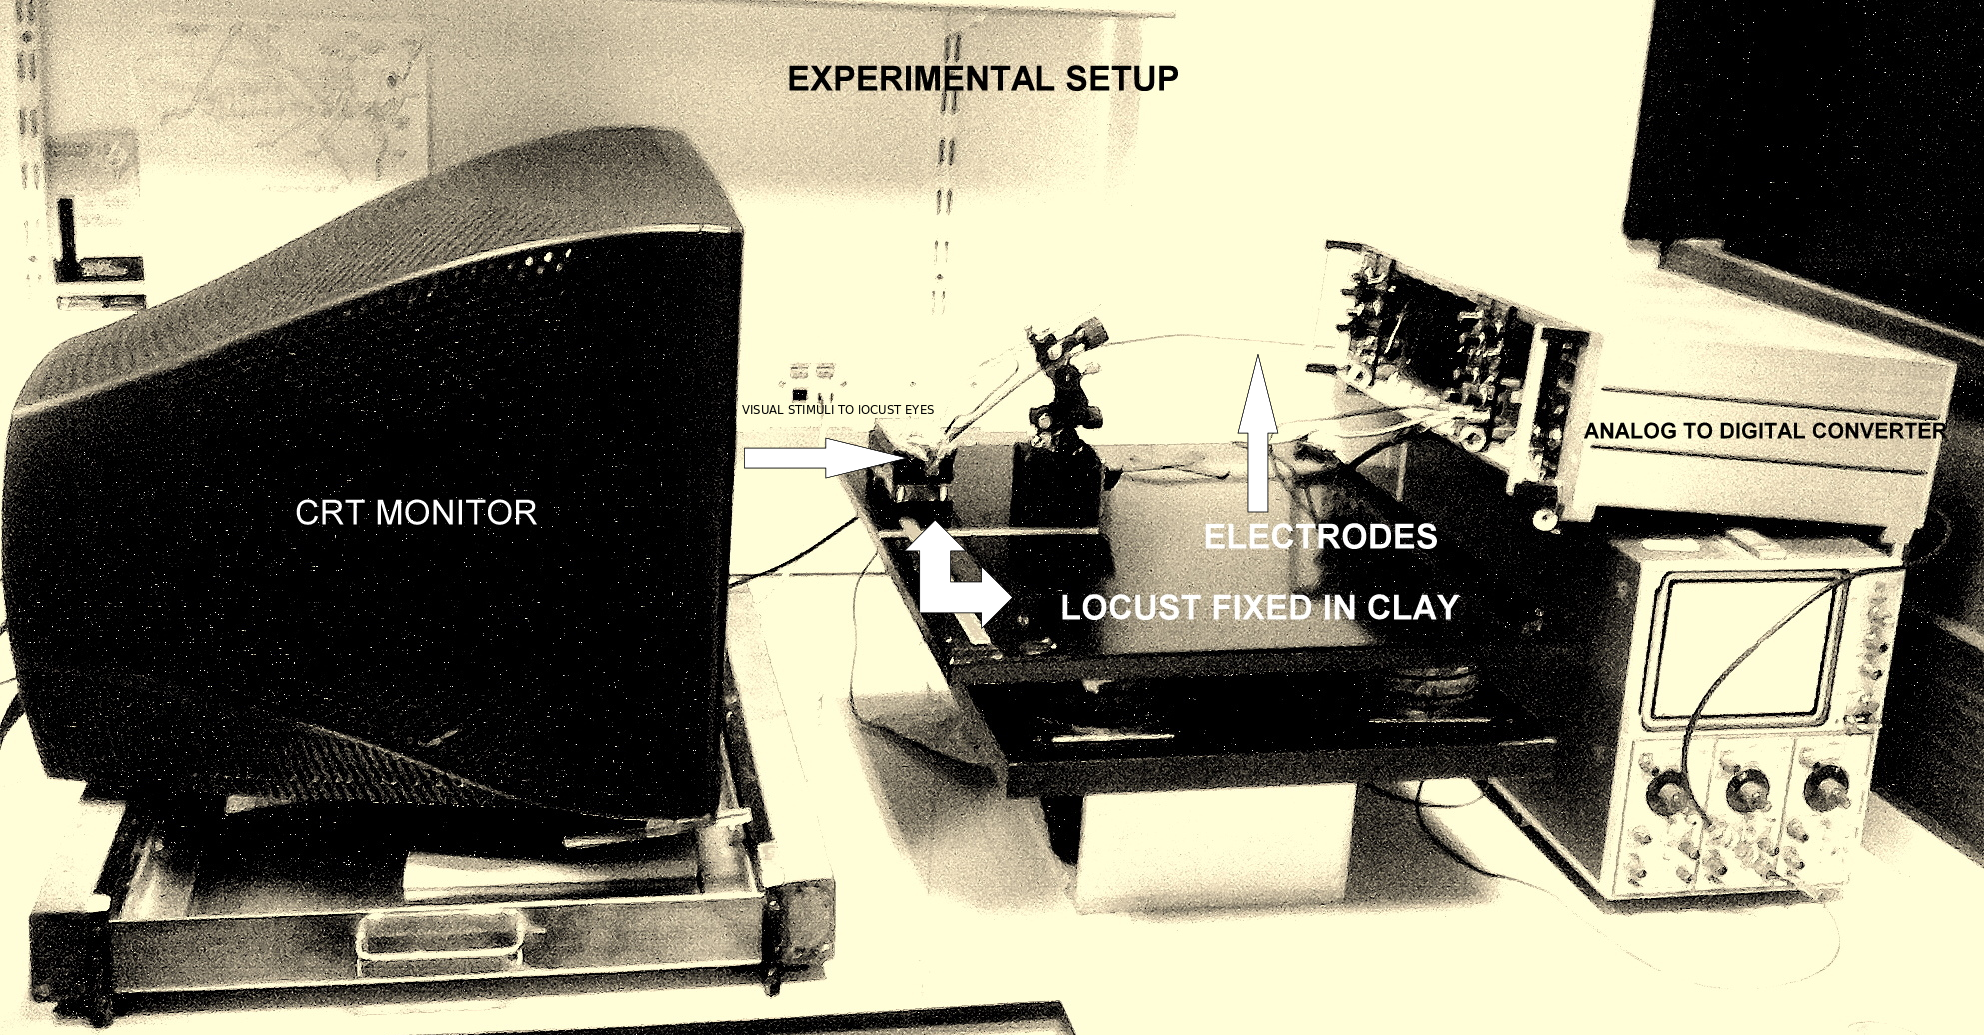 EXPERIMENTAL SETUP
VISUAL STIMULI TO lOCUST EYES
ANALOG TO DIGITAL CONVERTER
CRT MONITOR
ELECTRODES
LOCUST FIXED IN CLAY